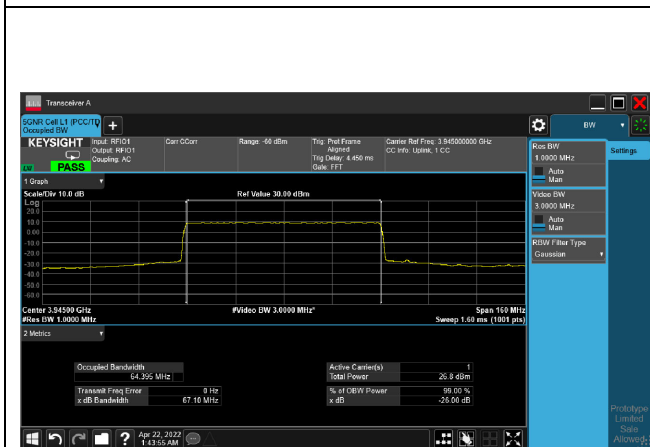 Transceiver A
5GNR Cell L1 (PCC/TD
Occupied BW
KEYSIGHT
PASS
Input: RFIO1
Output: RFIO1
Coupling: AC
Corr CCorr
Range: -60 dBm
Trig: Prot Frame
Aligned
Trig Delay: 4.450 ms
Gate: FFT
Carrier Ref Freq: 3.945000000 GHz
CC Info: Uplink, 1 CC
BW
Res BW
1.0000 MHz
Auto
Man
Video BW
3.0000 MHz
Auto
Man
RBW Filter Type
Gaussian
Settings
1 Graph
Scale/Div 10.0 dB
Ref Value 30.00 dBm
Log
20.0
10.0
0.00
-10.0
-20.0
-30.0
-40.0
-50.0
-60.0
Center 3.94500 GHz
#Video BW 3.0000 MHz*
Span 160 MHz
#Res BW 1.0000 MHz
Sweep 1.60 ms (1001 pts)
2 Metrics
Occupied Bandwidth
64.395 MHz
Active Carrier(s) 1
Total Power 26.8 dBm
Transmit Freq Error 0 Hz
x dB Bandwidth 67.10 MHz
% of OBW Power 99.00 %
x dB -26.00 dB
Apr 22, 2022
1:43:55 AM
Prototype
Limited
Sale
Allowed